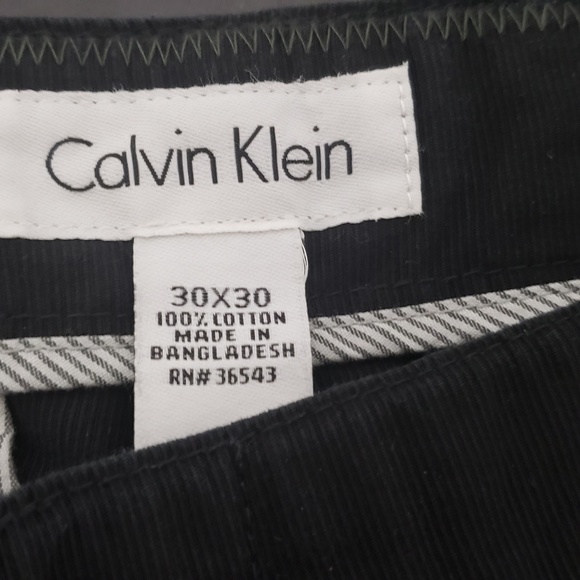 Calvin Klein
30X30
100% COTTON
MADE IN
BANGLADESH
RN# 36543